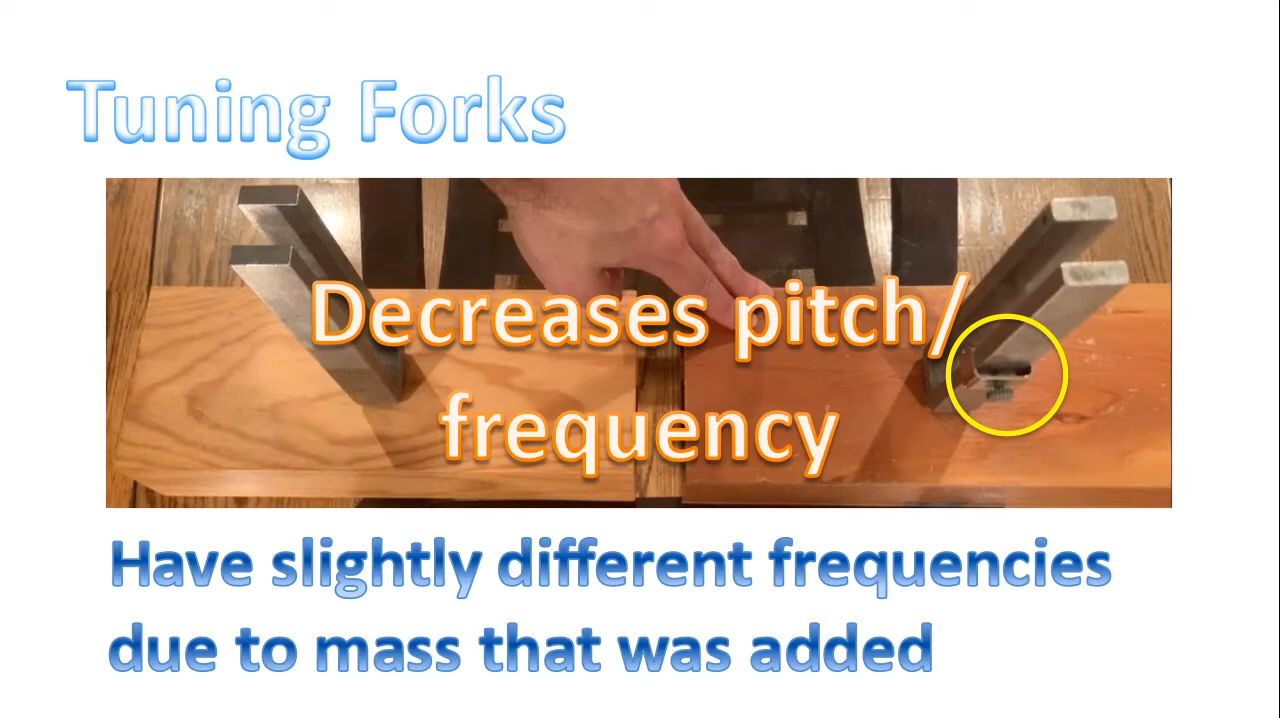 Tuning Forks
Decreases pitch/
frequency
Have slightly different frequencies
due to mass that was added